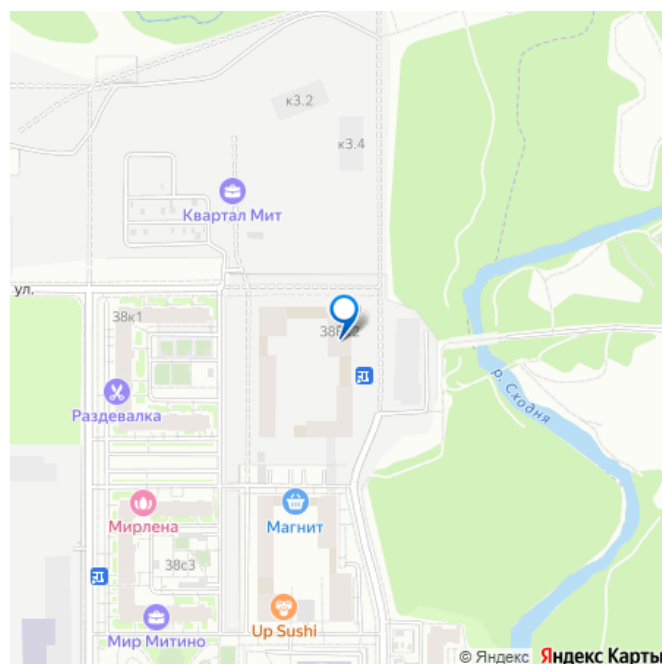 к3.2
к3.4
Квартал Мит
ул.
38к1
Раздевалка
р. Сходня
Мирлена
Магнит
38с3
Мир Митино
Up Sushi
© Яндекс Яндекс Карты